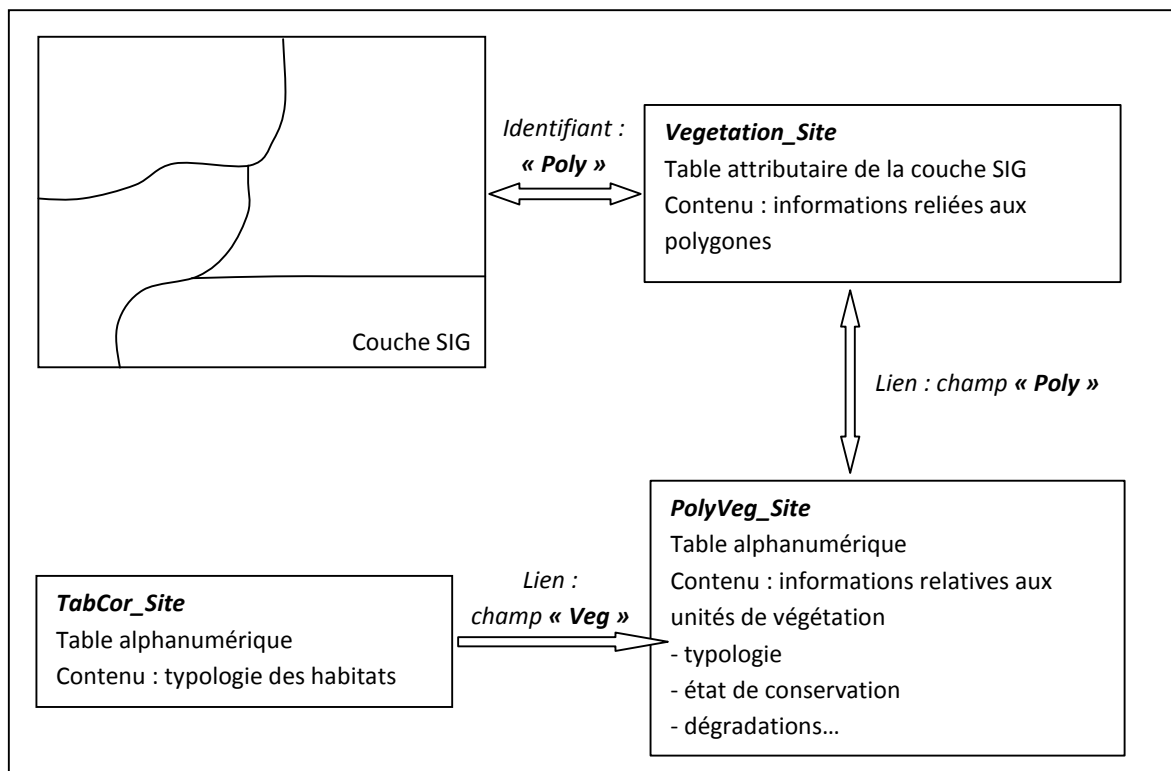 Couche SIG
Identifiant :
« Poly »
Vegetation_Site
Table attributaire de la couche SIG
Contenu : informations reliées aux
polygones
Lien : champ « Poly »
TabCor_Site
Table alphanumérique
Contenu : typologie des habitats
Lien :
champ « Veg »
PolyVeg_Site
Table alphanumérique
Contenu : informations relatives aux
unités de végétation
- typologie
- état de conservation
- dégradations…